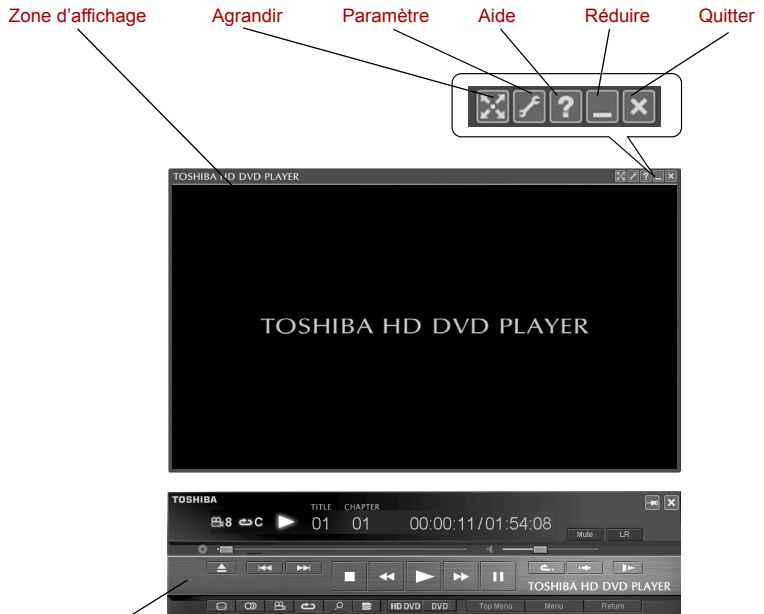 Zone d'affichage Agrandir Paramètre Aide Réduire Quitter
TOSHIBA HD DVD PLAYER
TOSHIBA HD DVD PLAYER
TOSHIBA
TITLE CHAPTER
8 C 01 01 00:00:11/01:54:08
Mute LR
TOSHIBA HD DVD PLAYER
HD DVD DVD Top Menu Menu Return